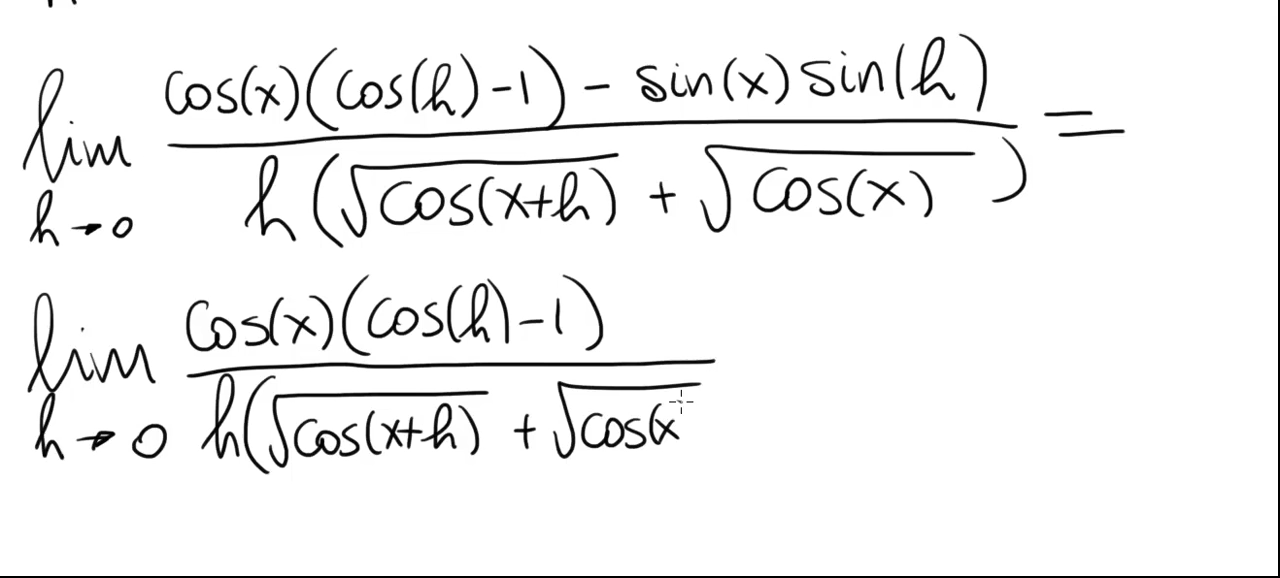 lim h→0 cos(x)(cos(h)-1) - sin(x) sin(h) / h(√cos(x+h) + √cos(x)) =
lim h→0 cos(x)(cos(h)-1) / h(√cos(x+h) + √cos(x